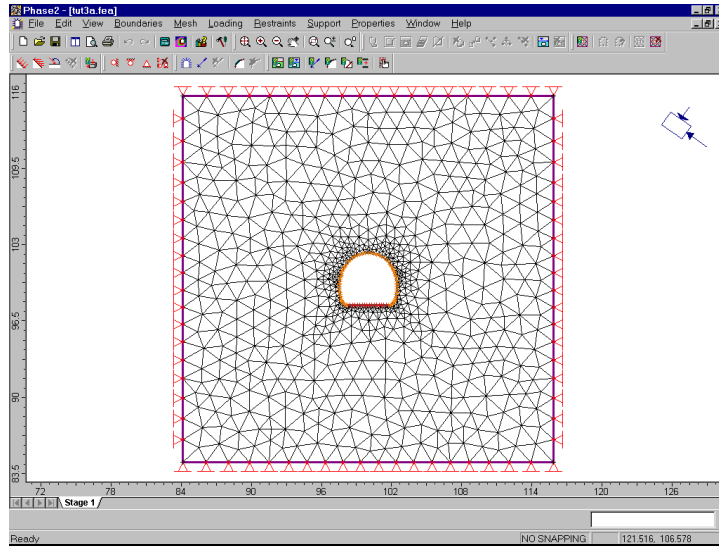 Phase2 - [tut3a.fea]
File Edit View Boundaries Mesh Loading Restraints Support Properties Window Help
116
109.5
103
96.5
90
83.5
72 78 84 90 96 102 108 114 120 126
Stage 1
Ready NO SNAPPING 121.516, 106.578